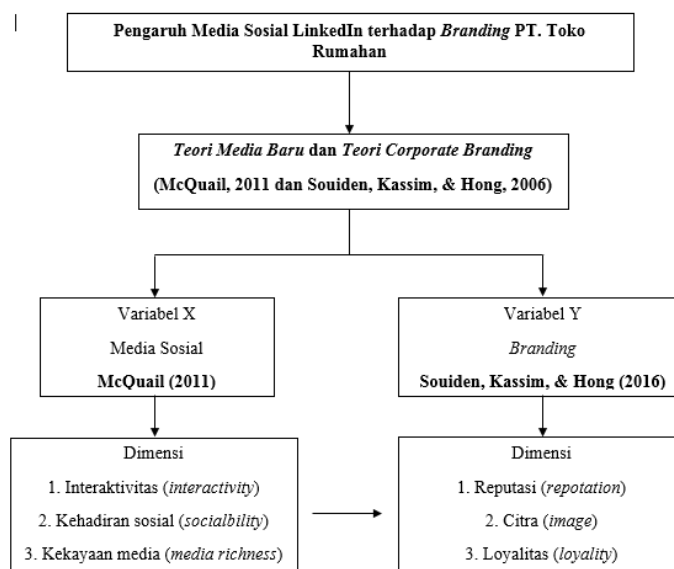 Pengaruh Media Sosial LinkedIn terhadap Branding PT. Toko
Rumahan
Teori Media Baru dan Teori Corporate Branding
(McQuail, 2011 dan Souiden, Kassim, & Hong, 2006)
Variabel X
Media Sosial
McQuail (2011)
Variabel Y
Branding
Souiden, Kassim, & Hong (2016)
Dimensi
1. Interaktivitas (interactivity)
2. Kehadiran sosial (socialbility)
3. Kekayaan media (media richness)
Dimensi
1. Reputasi (repotation)
2. Citra (image)
3. Loyalitas (loyality)